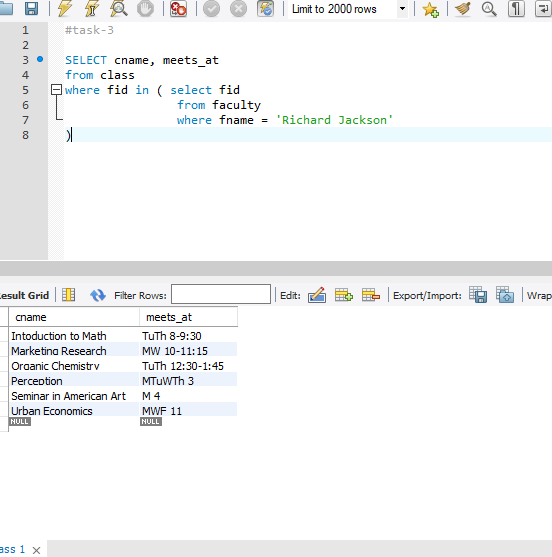 Limit to 2000 rows
1 #task-3
2
3 SELECT cname, meets_at
4 from class
5 where fid in ( select fid
6 from faculty
7 where fname = 'Richard Jackson'
8 )
esult Grid Filter Rows: Edit: Export/Import: Wrap
cname meets_at
Intoduction to Math TuTh 8-9:30
Marketing Research MW 10-11:15
Organic Chemistry TuTh 12:30-1:45
Perception MTuWTh 3
Seminar in American Art M 4
Urban Economics MWF 11
NULL NULL
ass 1